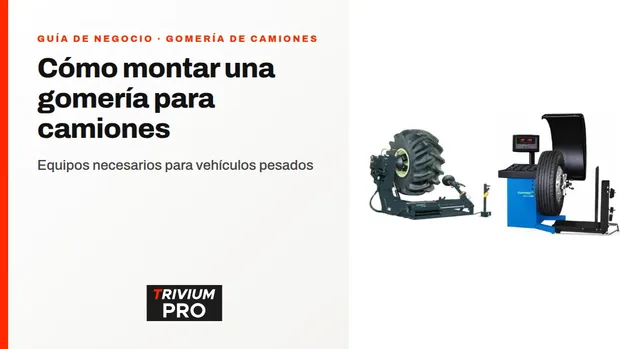 GUÍA DE NEGOCIO · GOMERÍA DE CAMIONES
Cómo montar una
gomería para
camiones
Equipos necesarios para vehículos pesados
TRIVIUM
PRO